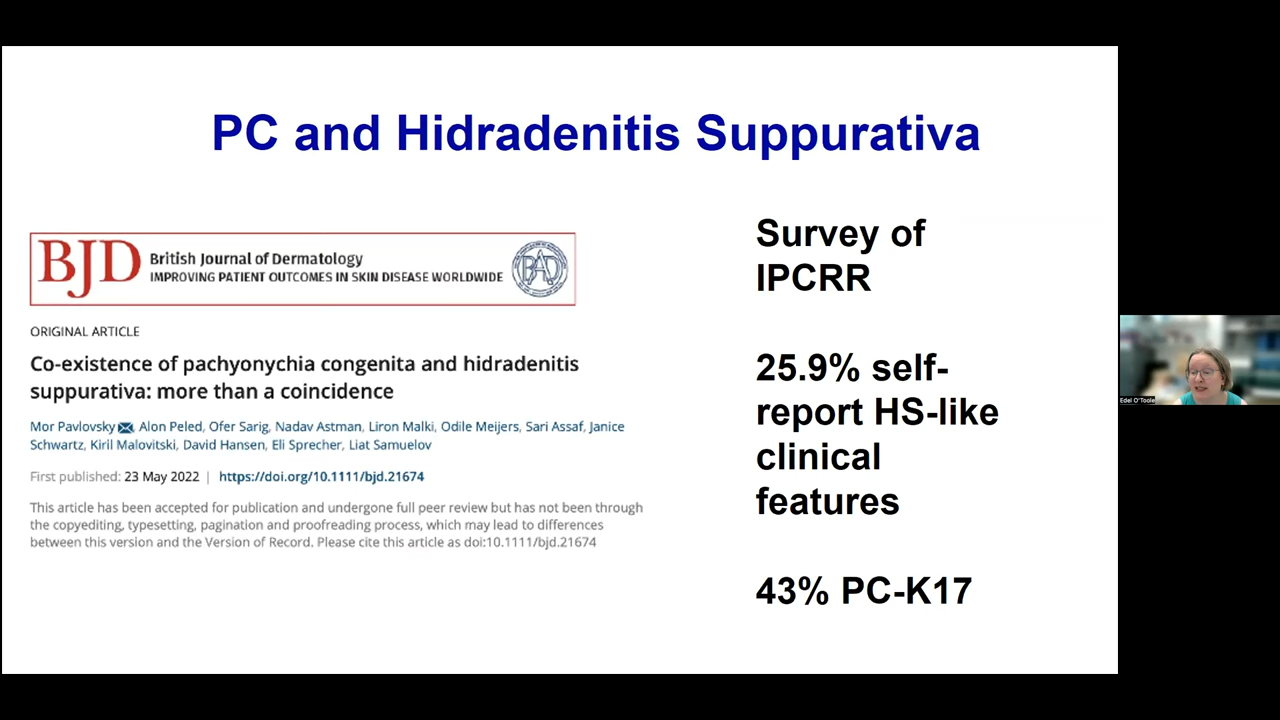 PC and Hidradenitis Suppurativa
BJD
British Journal of Dermatology
IMPROVING PATIENT OUTCOMES IN SKIN DISEASE WORLDWIDE
BAD
ORIGINAL ARTICLE
Co-existence of pachyonychia congenita and hidradenitis
suppurativa: more than a coincidence
Mor Pavlovsky, Alon Peled, Ofer Sarig, Nadav Astman, Liron Malki, Odile Meijers, Sari Assaf, Janice
Schwartz, Kiril Malovitski, David Hansen, Eli Sprecher, Liat Samuelov
First published: 23 May 2022 | https://doi.org/10.1111/bjd.21674
This article has been accepted for publication and undergone full peer review but has not been through
the copyediting, typesetting, pagination and proofreading process, which may lead to differences
between this version and the Version of Record. Please cite this article as doi:10.1111/bjd.21674
Survey of
IPCRR
25.9% self-
report HS-like
clinical
features
43% PC-K17
Edel O'Toole